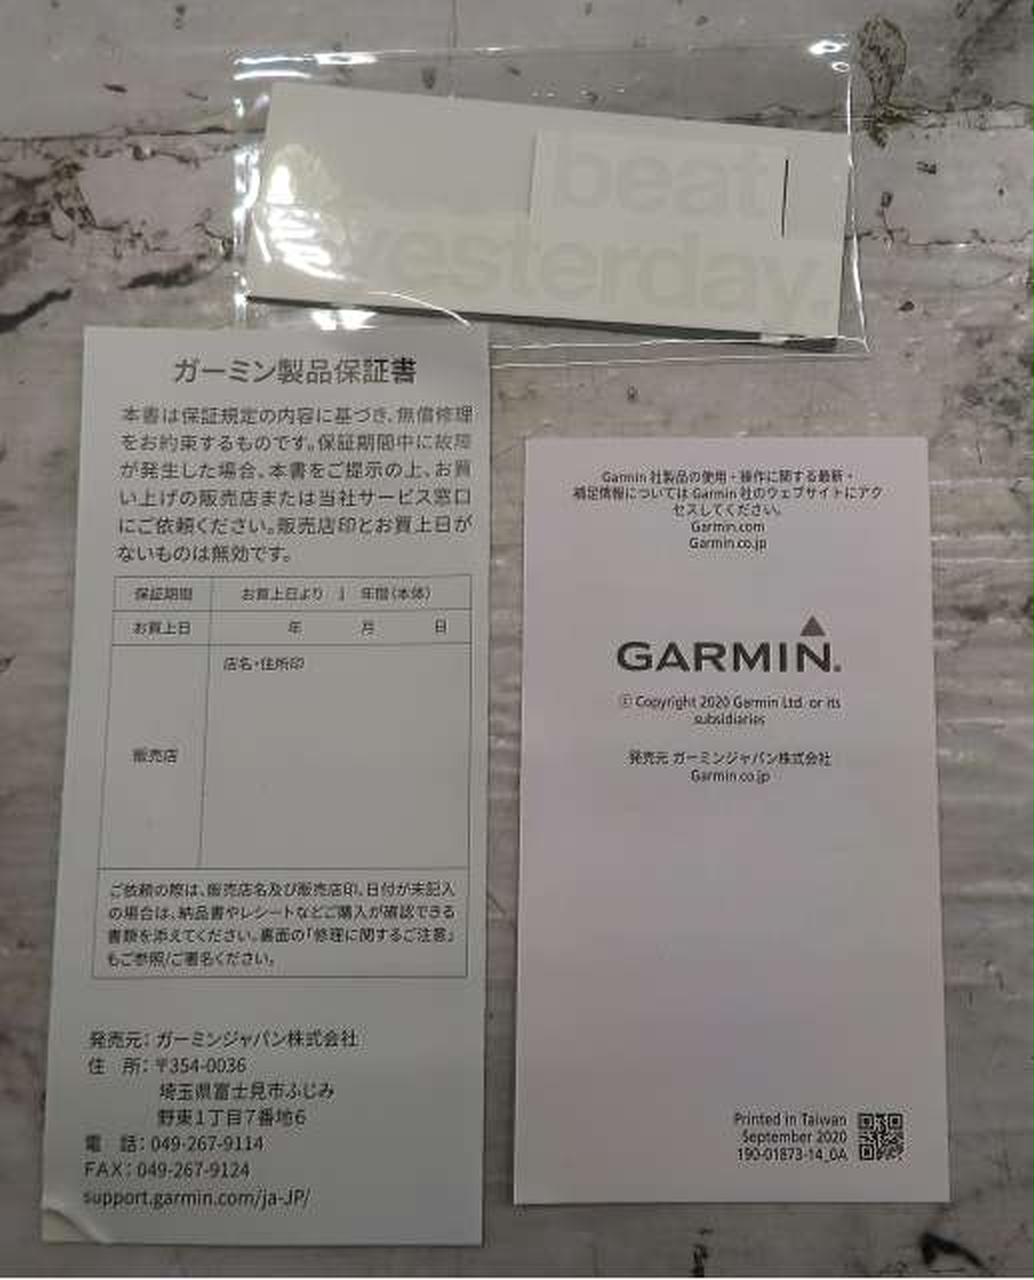 beat
yesterday.
ガーミン製品保証書
本書は保証規定の内容に基づき、無償修理
をお約束するものです。保証期間中に故障
が発生した場合、本書をご提示の上、お買
い上げの販売店または当社サービス窓口
にご依頼ください。販売店印とお買上日が
ないものは無効です。
保証期間 お買上日より 1 年間(本体)
お買上日 年 月 日
店名・住所印
販売店
ご依頼の際は、販売店名及び販売店印、日付が未記入
の場合は、納品書やレシートなどご購入が確認できる
書類を添えてください。裏面の「修理に関するご注意」
もご参照/ご署名ください。
発売元: ガーミンジャパン株式会社
住 所: 〒354-0036
埼玉県富士見市ふじみ
野東1丁目7番地6
電 話: 049-267-9114
FAX: 049-267-9124
support.garmin.com/ja-JP/
Garmin 社製品の使用・操作に関する最新・
補足情報については Garmin 社のウェブサイトにアク
セスしてください。
Garmin.com
Garmin.co.jp
GARMIN.
© Copyright 2020 Garmin Ltd. or its
subsidiaries
発売元 ガーミンジャパン株式会社
Garmin.co.jp
Printed in Taiwan
September 2020
190-01873-14_0A